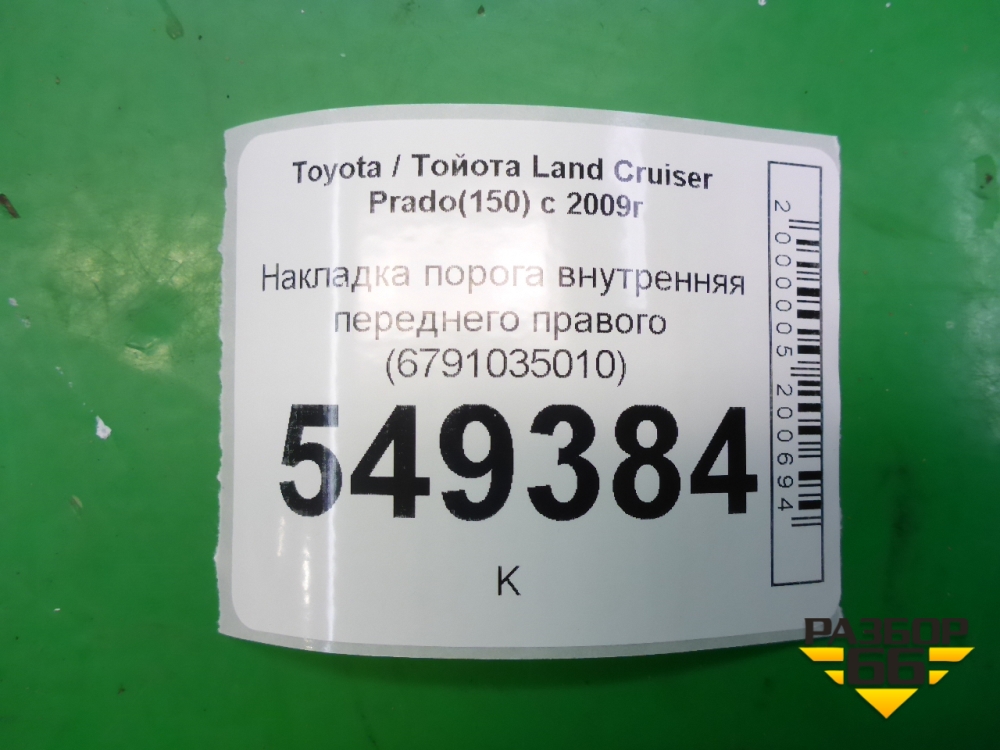 Toyota / Тойота Land Cruiser
Prado(150) с 2009г
Накладка порога внутренняя
переднего правого
(6791035010)
549384
К
2000005200694
РАЗБОР
66